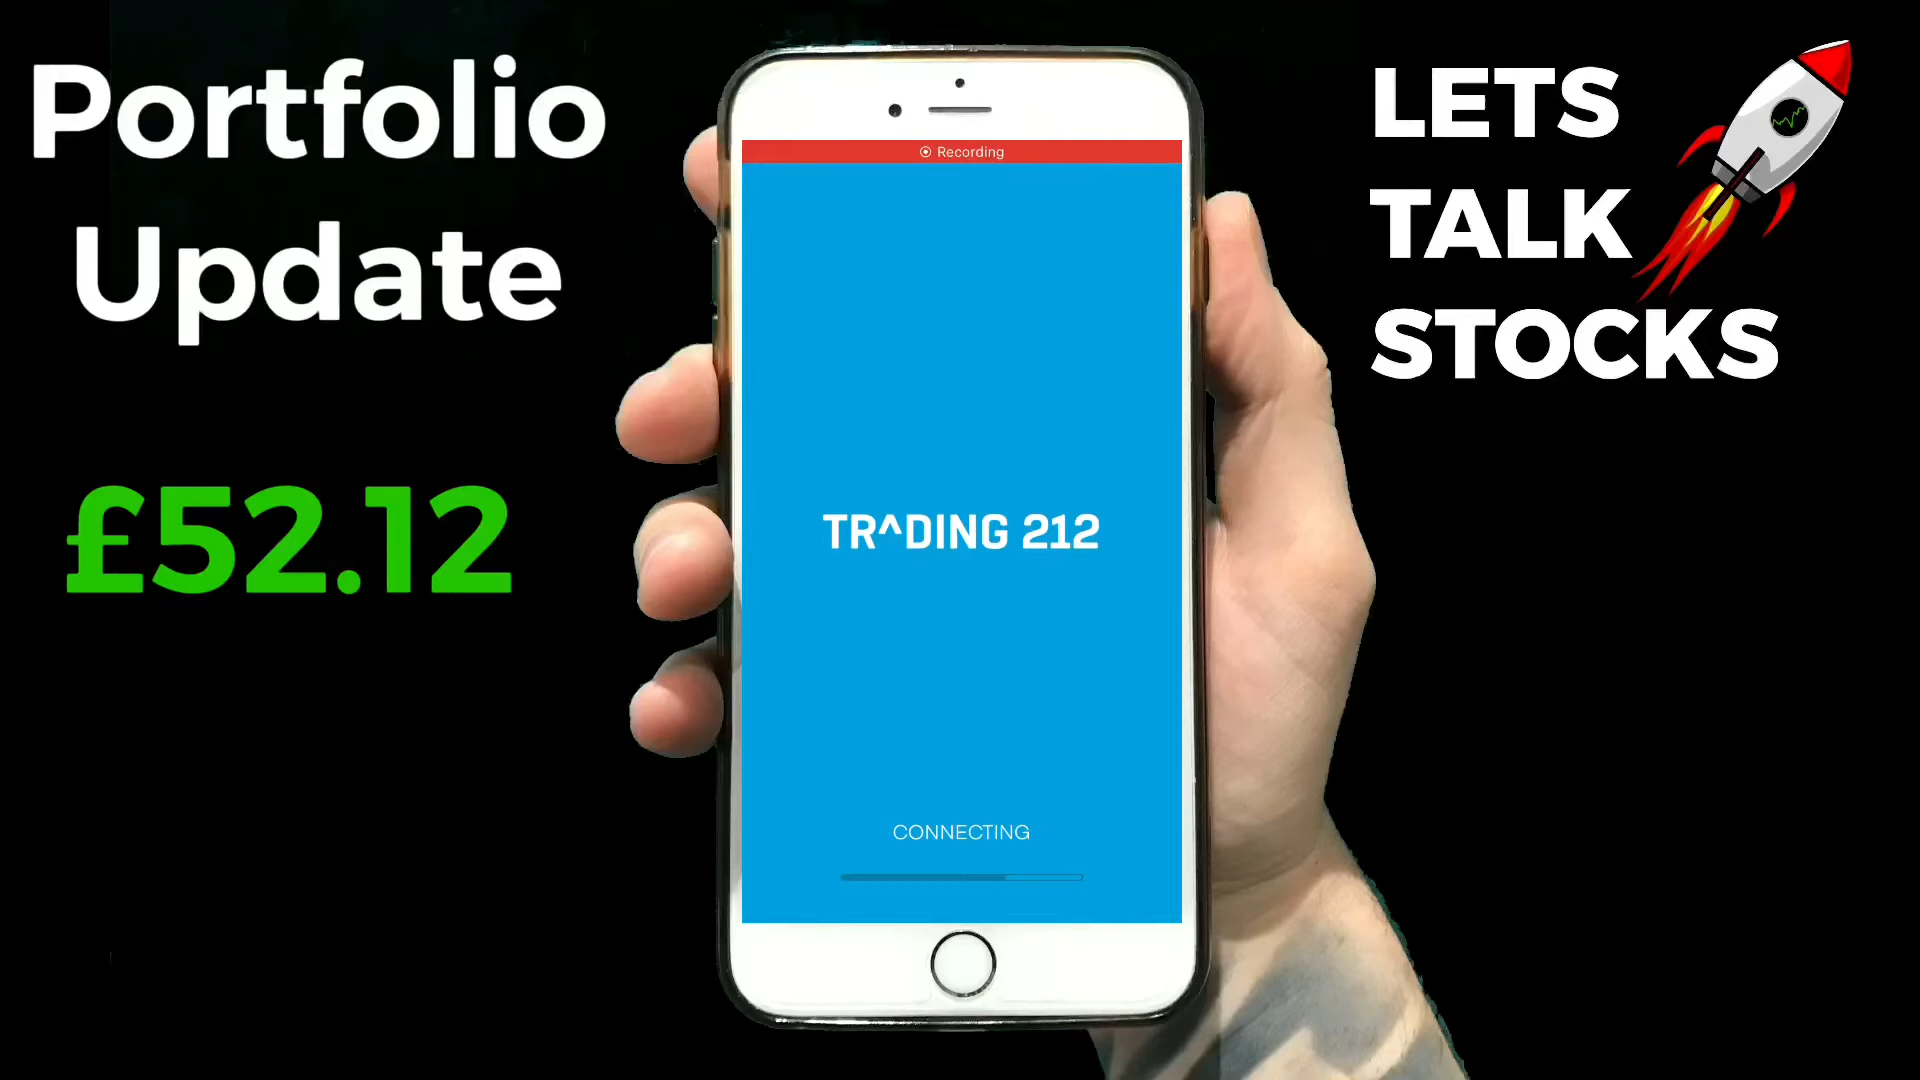 Portfolio
Update
£52.12
Recording
TR^DING 212
CONNECTING
LETS
TALK
STOCKS